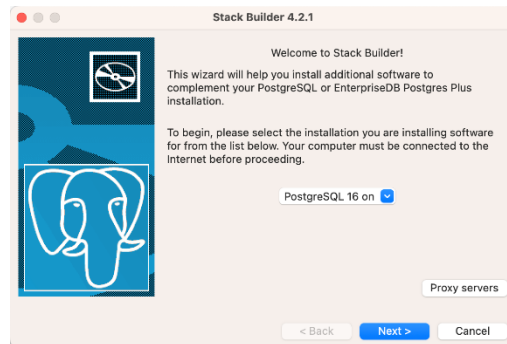 Stack Builder 4.2.1
Welcome to Stack Builder!
This wizard will help you install additional software to
complement your PostgreSQL or EnterpriseDB Postgres Plus
installation.
To begin, please select the installation you are installing software
for from the list below. Your computer must be connected to the
Internet before proceeding.
PostgreSQL 16 on
Proxy servers
< Back
Next >
Cancel